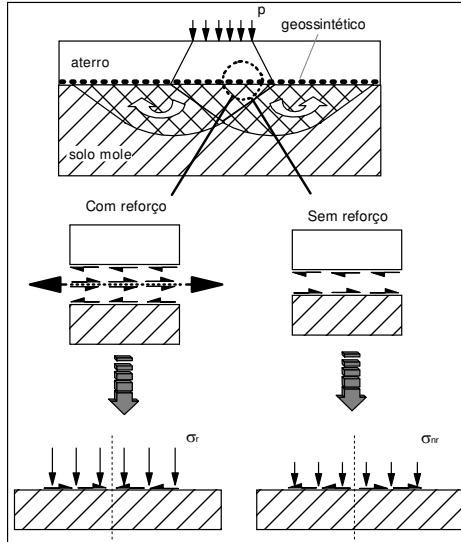 p
geossintético
aterro
solo mole
Com reforço
Sem reforço
σr
σnr